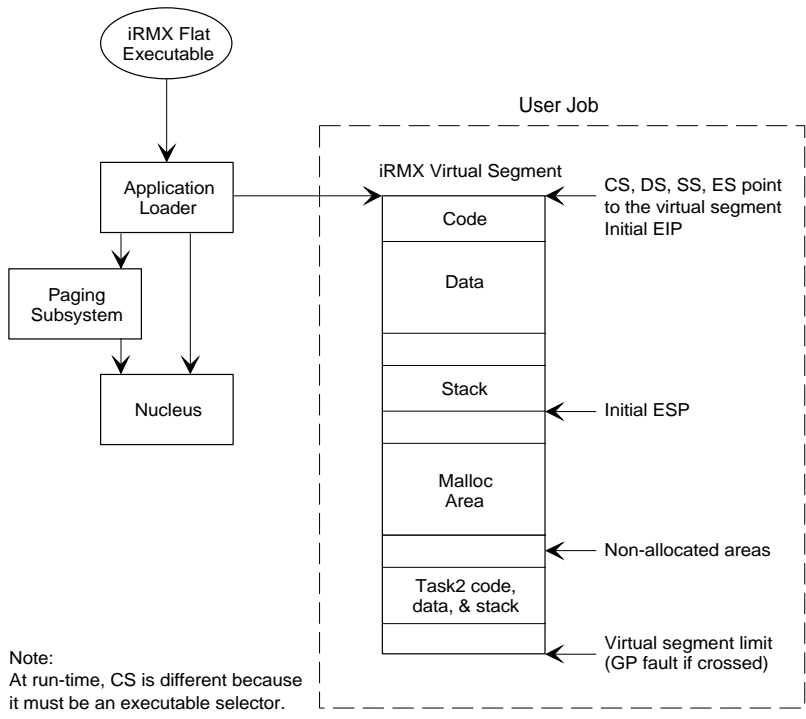 iRMX Flat
Executable
User Job
Application
Loader
iRMX Virtual Segment
CS, DS, SS, ES point
to the virtual segment
Initial EIP
Code
Paging
Subsystem
Data
Nucleus
Stack
Initial ESP
Malloc
Area
Non-allocated areas
Task2 code,
data, & stack
Virtual segment limit
(GP fault if crossed)
Note:
At run-time, CS is different because
it must be an executable selector.